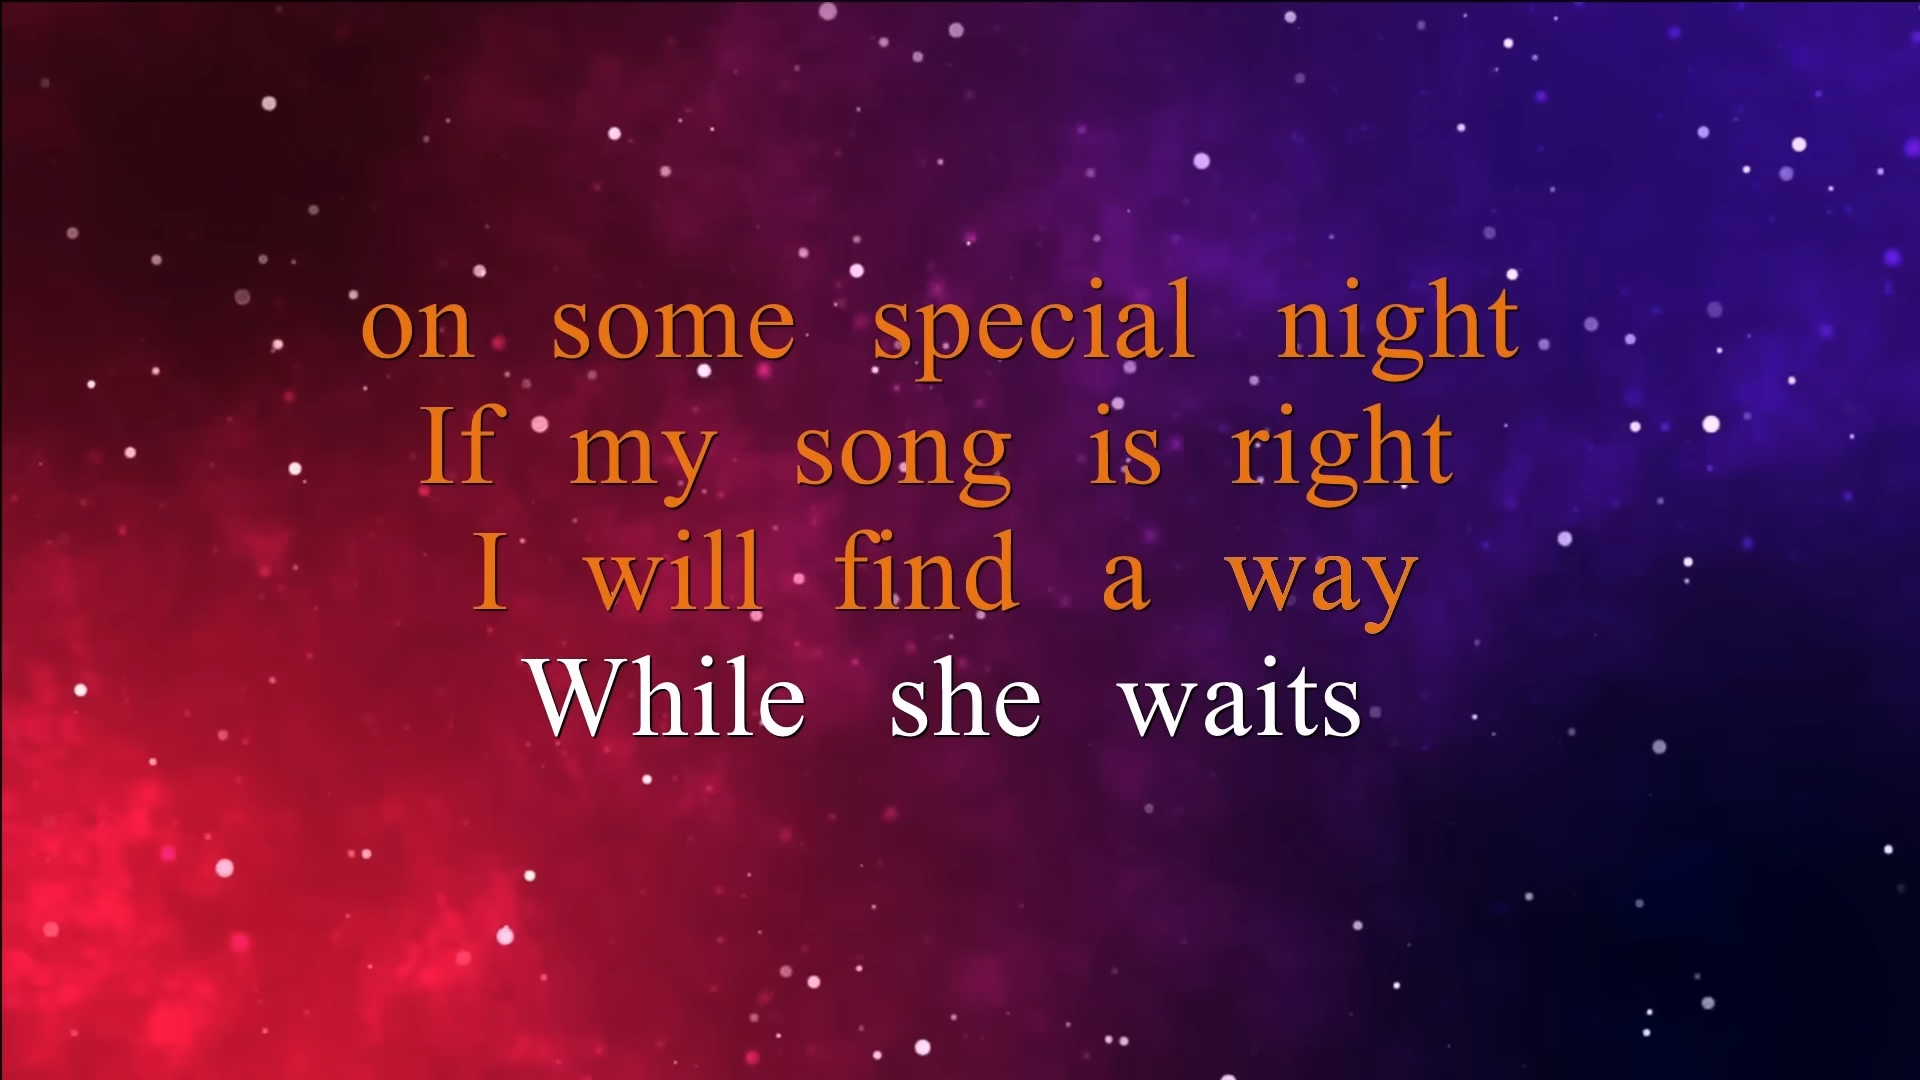 on some special night
If my song is right
I will find a way
While she waits